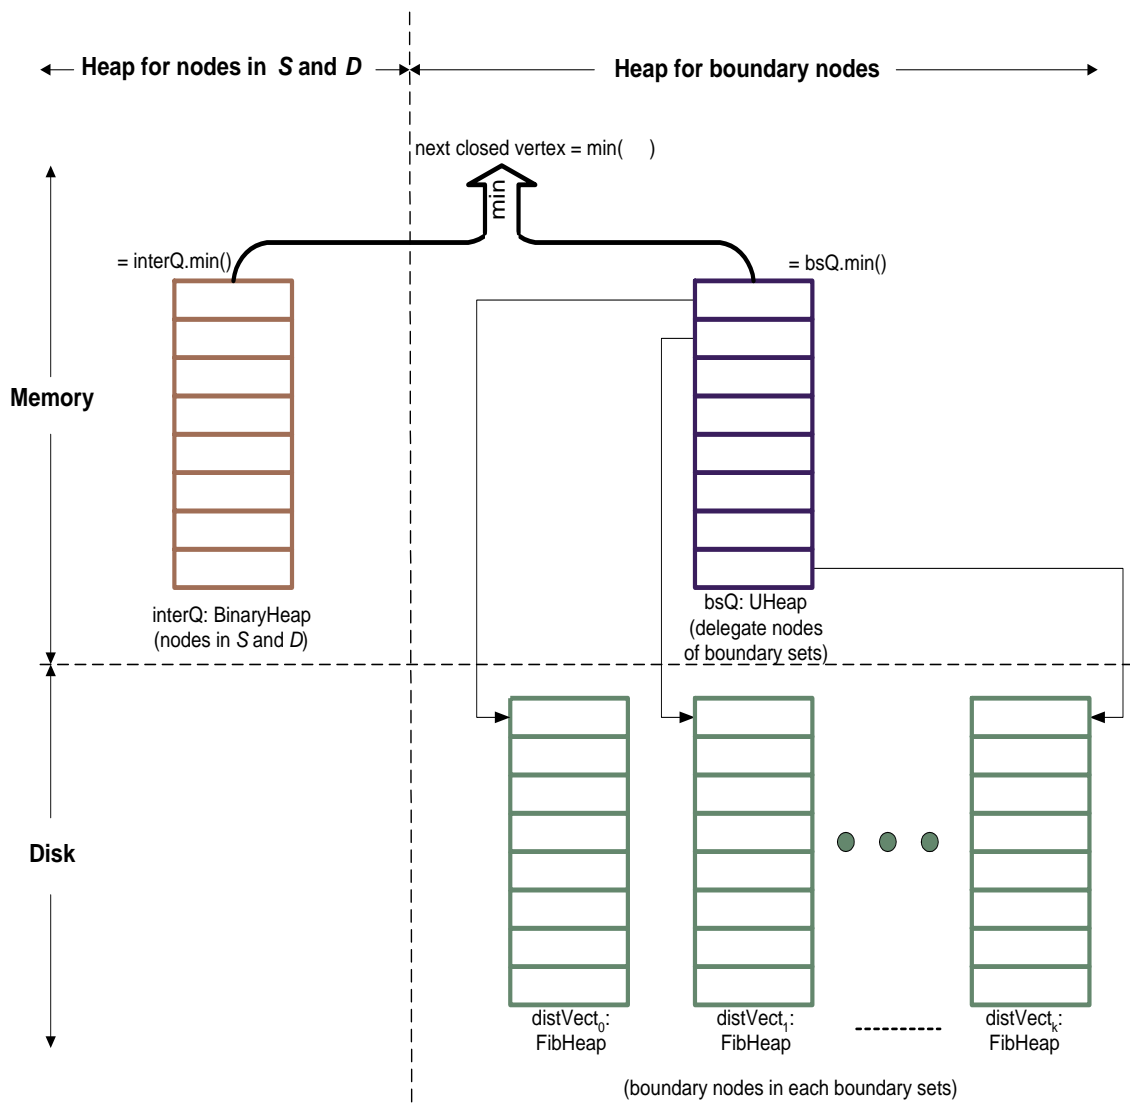 Heap for nodes in S and D
Heap for boundary nodes
next closed vertex = min( )
min
= interQ.min()
= bsQ.min()
Memory
interQ: BinaryHeap
(nodes in S and D)
bsQ: UHeap
(delegate nodes
of boundary sets)
Disk
distVect0:
FibHeap
distVect1:
FibHeap
distVectk:
FibHeap
(boundary nodes in each boundary sets)